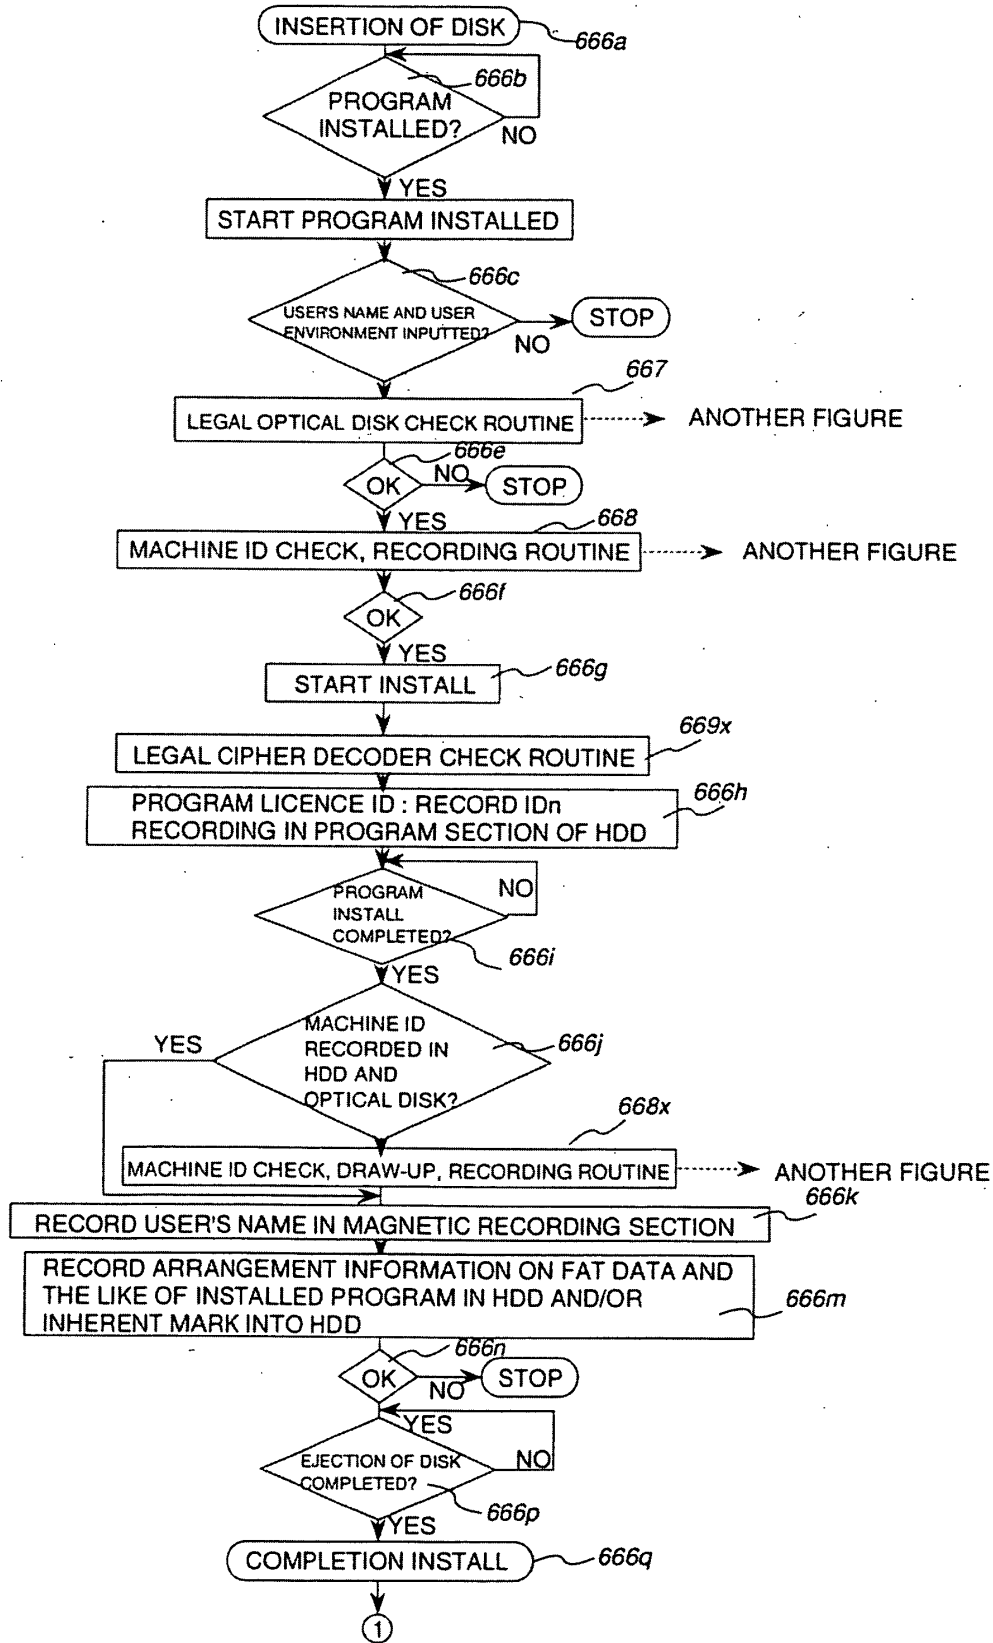 INSERTION OF DISK
666a
666b
PROGRAM
INSTALLED?
NO
YES
START PROGRAM INSTALLED
666c
USER'S NAME AND USER
ENVIRONMENT INPUTTED?
NO
STOP
667
LEGAL OPTICAL DISK CHECK ROUTINE
ANOTHER FIGURE
666e
OK
NO
STOP
YES
668
MACHINE ID CHECK, RECORDING ROUTINE
ANOTHER FIGURE
666f
OK
YES
START INSTALL
666g
669x
LEGAL CIPHER DECODER CHECK ROUTINE
666h
PROGRAM LICENCE ID : RECORD IDn
RECORDING IN PROGRAM SECTION OF HDD
NO
PROGRAM
INSTALL
COMPLETED?
666i
YES
MACHINE ID
RECORDED IN
HDD AND
OPTICAL DISK?
YES
666j
668x
MACHINE ID CHECK, DRAW-UP, RECORDING ROUTINE
ANOTHER FIGURE
666k
RECORD USER'S NAME IN MAGNETIC RECORDING SECTION
RECORD ARRANGEMENT INFORMATION ON FAT DATA AND
THE LIKE OF INSTALLED PROGRAM IN HDD AND/OR
INHERENT MARK INTO HDD
666m
666n
OK
NO
STOP
YES
EJECTION OF DISK
COMPLETED?
NO
666p
YES
COMPLETION INSTALL
666q
1